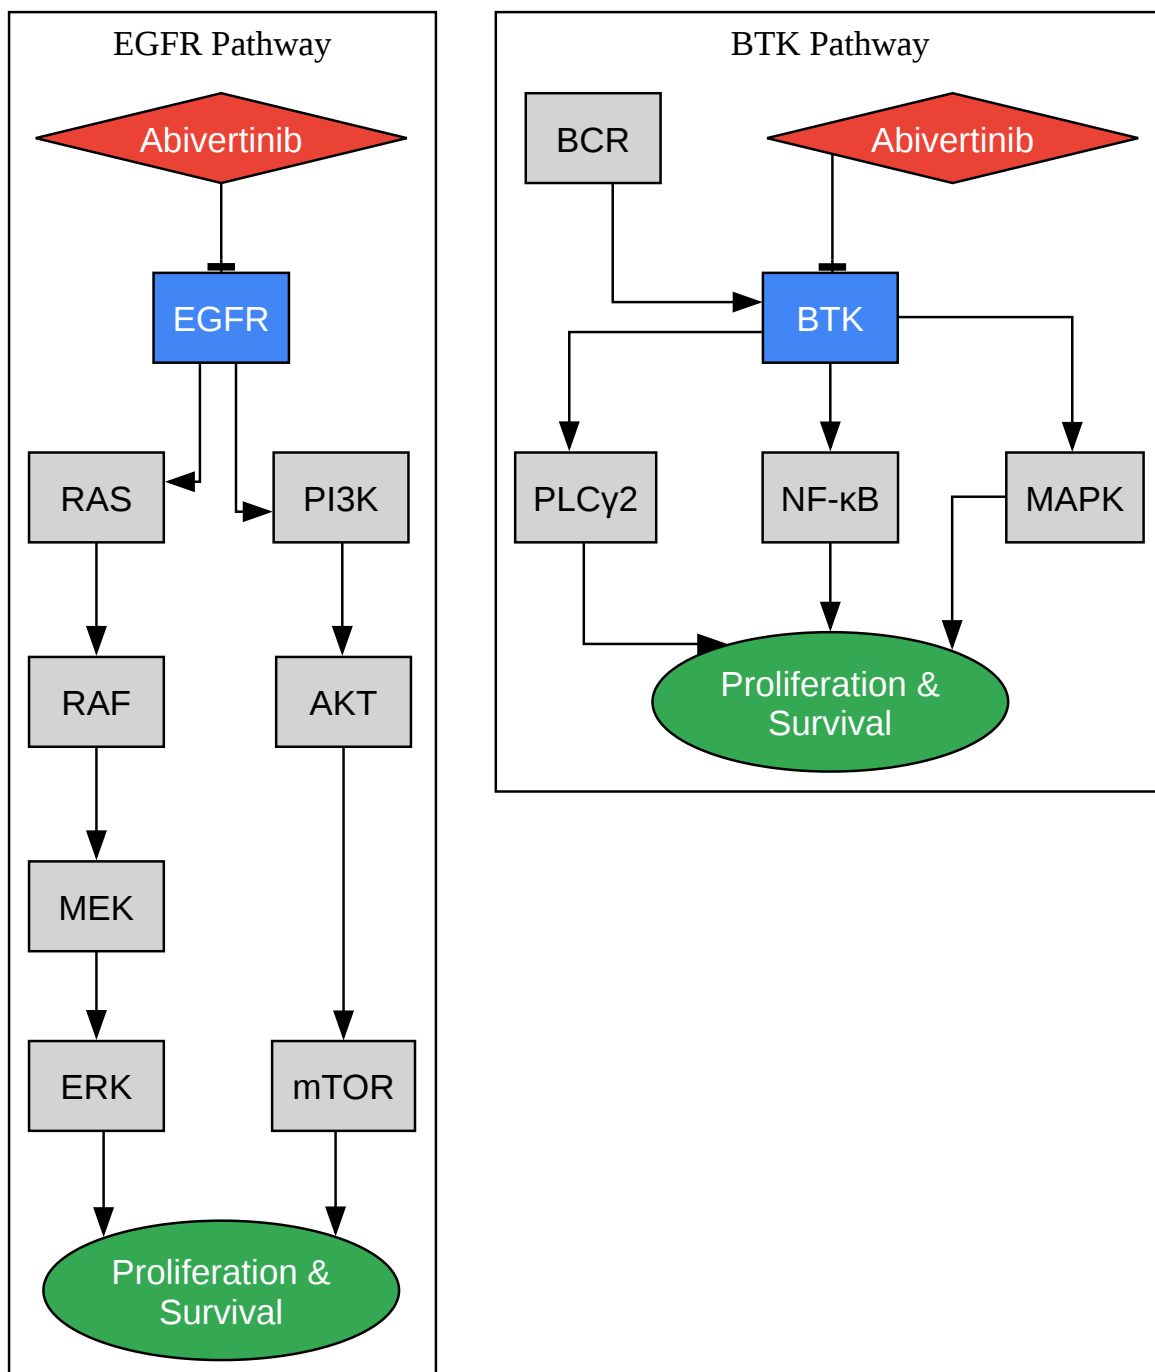 EGFR Pathway
Abivertinib
EGFR
RAS
PI3K
RAF
AKT
MEK
ERK
mTOR
Proliferation &
Survival
BTK Pathway
BCR
Abivertinib
BTK
PLCγ2
NF-κB
MAPK
Proliferation &
Survival